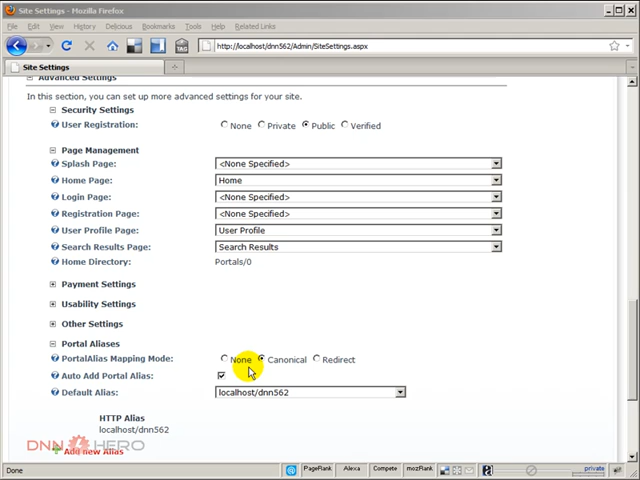 Site Settings - Mozilla Firefox
File Edit View History Delicious Bookmarks Tools Help Related Links
http://localhost/dnn562/Admin/SiteSettings.aspx
Site Settings
Advanced Settings
In this section, you can set up more advanced settings for your site.
Security Settings
User Registration: None Private Public Verified
Page Management
Splash Page: <None Specified>
Home Page: Home
Login Page: <None Specified>
Registration Page: <None Specified>
User Profile Page: User Profile
Search Results Page: Search Results
Home Directory: Portals/0
Payment Settings
Usability Settings
Other Settings
Portal Aliases
PortalAlias Mapping Mode: None Canonical Redirect
Auto Add Portal Alias:
Default Alias: localhost/dnn562
HTTP Alias
localhost/dnn562
DNN HERO
Add new Alias
Done PageRank Alexa Compete mozRank private